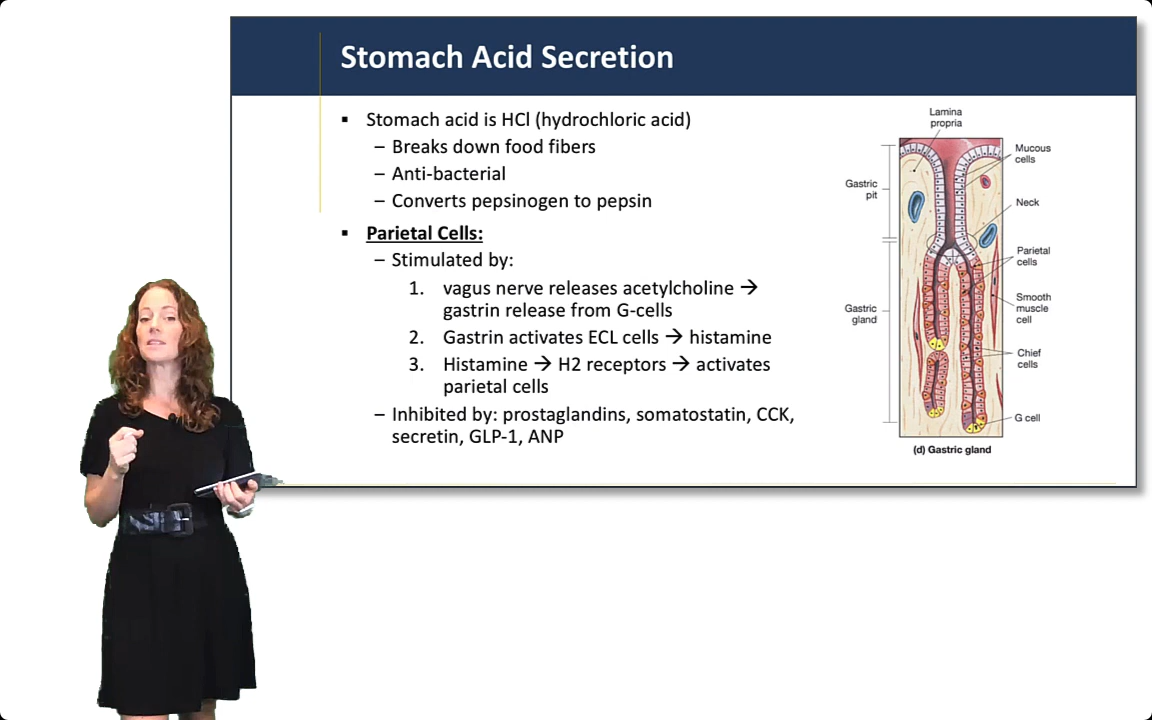 Stomach Acid Secretion
▪ Stomach acid is HCl (hydrochloric acid)
– Breaks down food fibers
– Anti-bacterial
– Converts pepsinogen to pepsin
▪ Parietal Cells:
– Stimulated by:
1. vagus nerve releases acetylcholine →
gastrin release from G-cells
2. Gastrin activates ECL cells → histamine
3. Histamine → H2 receptors → activates
parietal cells
– Inhibited by: prostaglandins, somatostatin, CCK,
secretin, GLP-1, ANP
Lamina
propria
Mucous
cells
Gastric
pit
Neck
Parietal
cells
Gastric
gland
Smooth
muscle
cell
Chief
cells
G cell
(d) Gastric gland